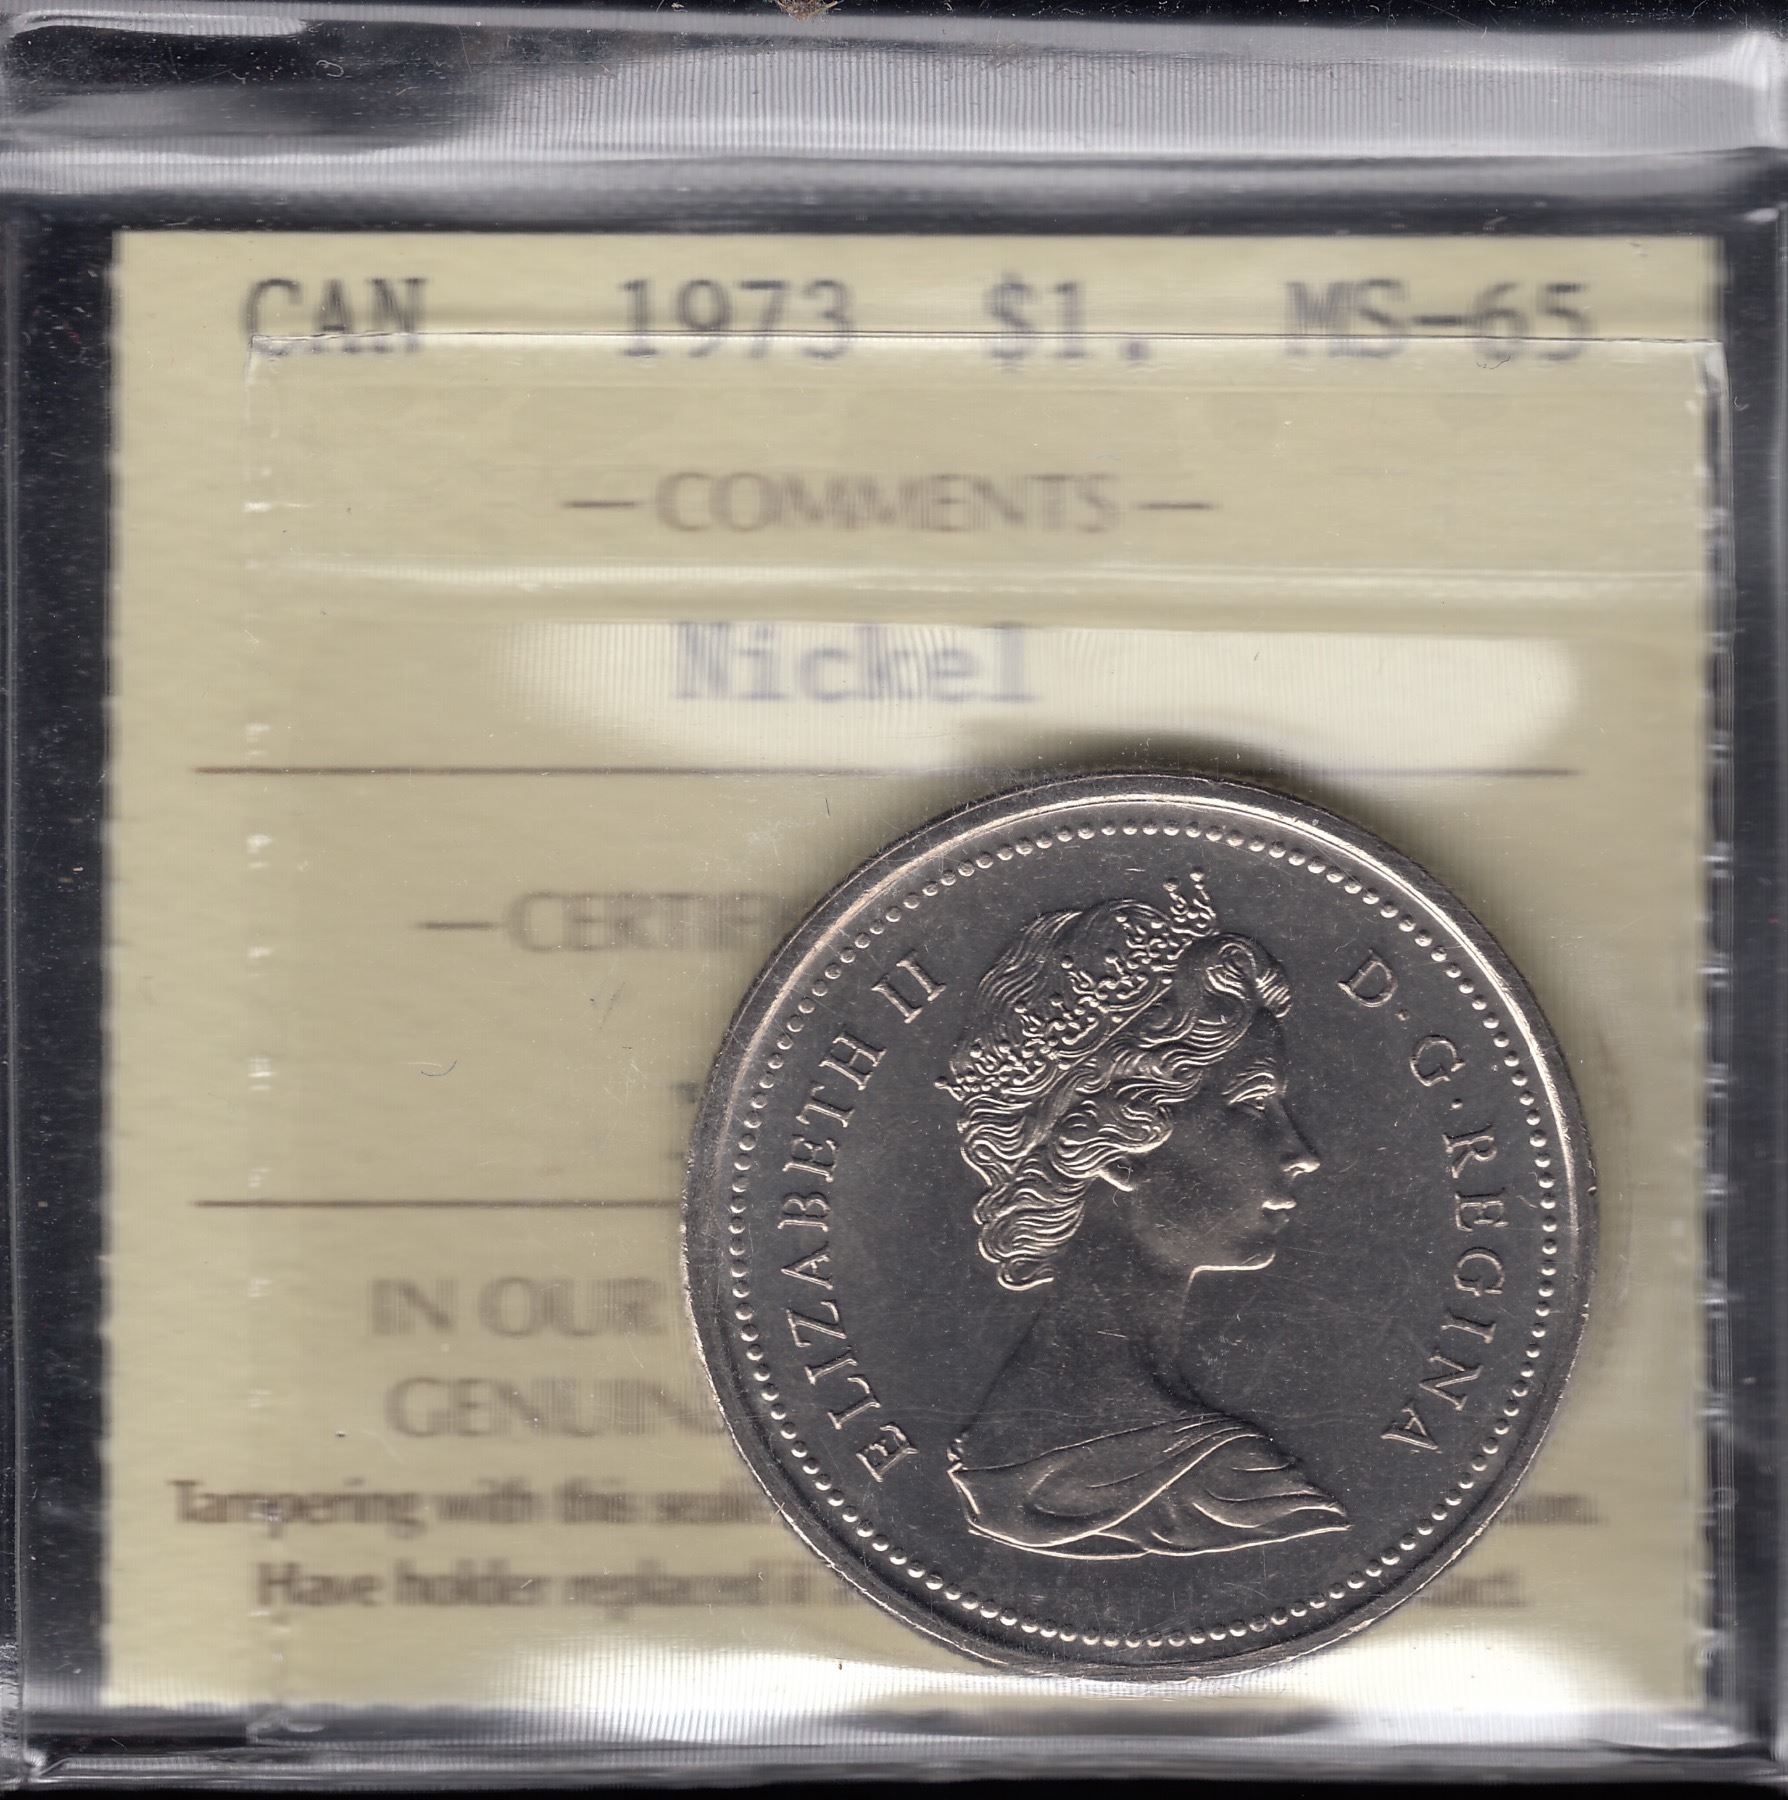 CAN 1973 $1. MS-65
— COMMENTS —
Nickel
— CERTIF
IN OUR
GENUIN
Tampering with this seal
Have holder replaced if
ELIZABETH II D·G·REGINA